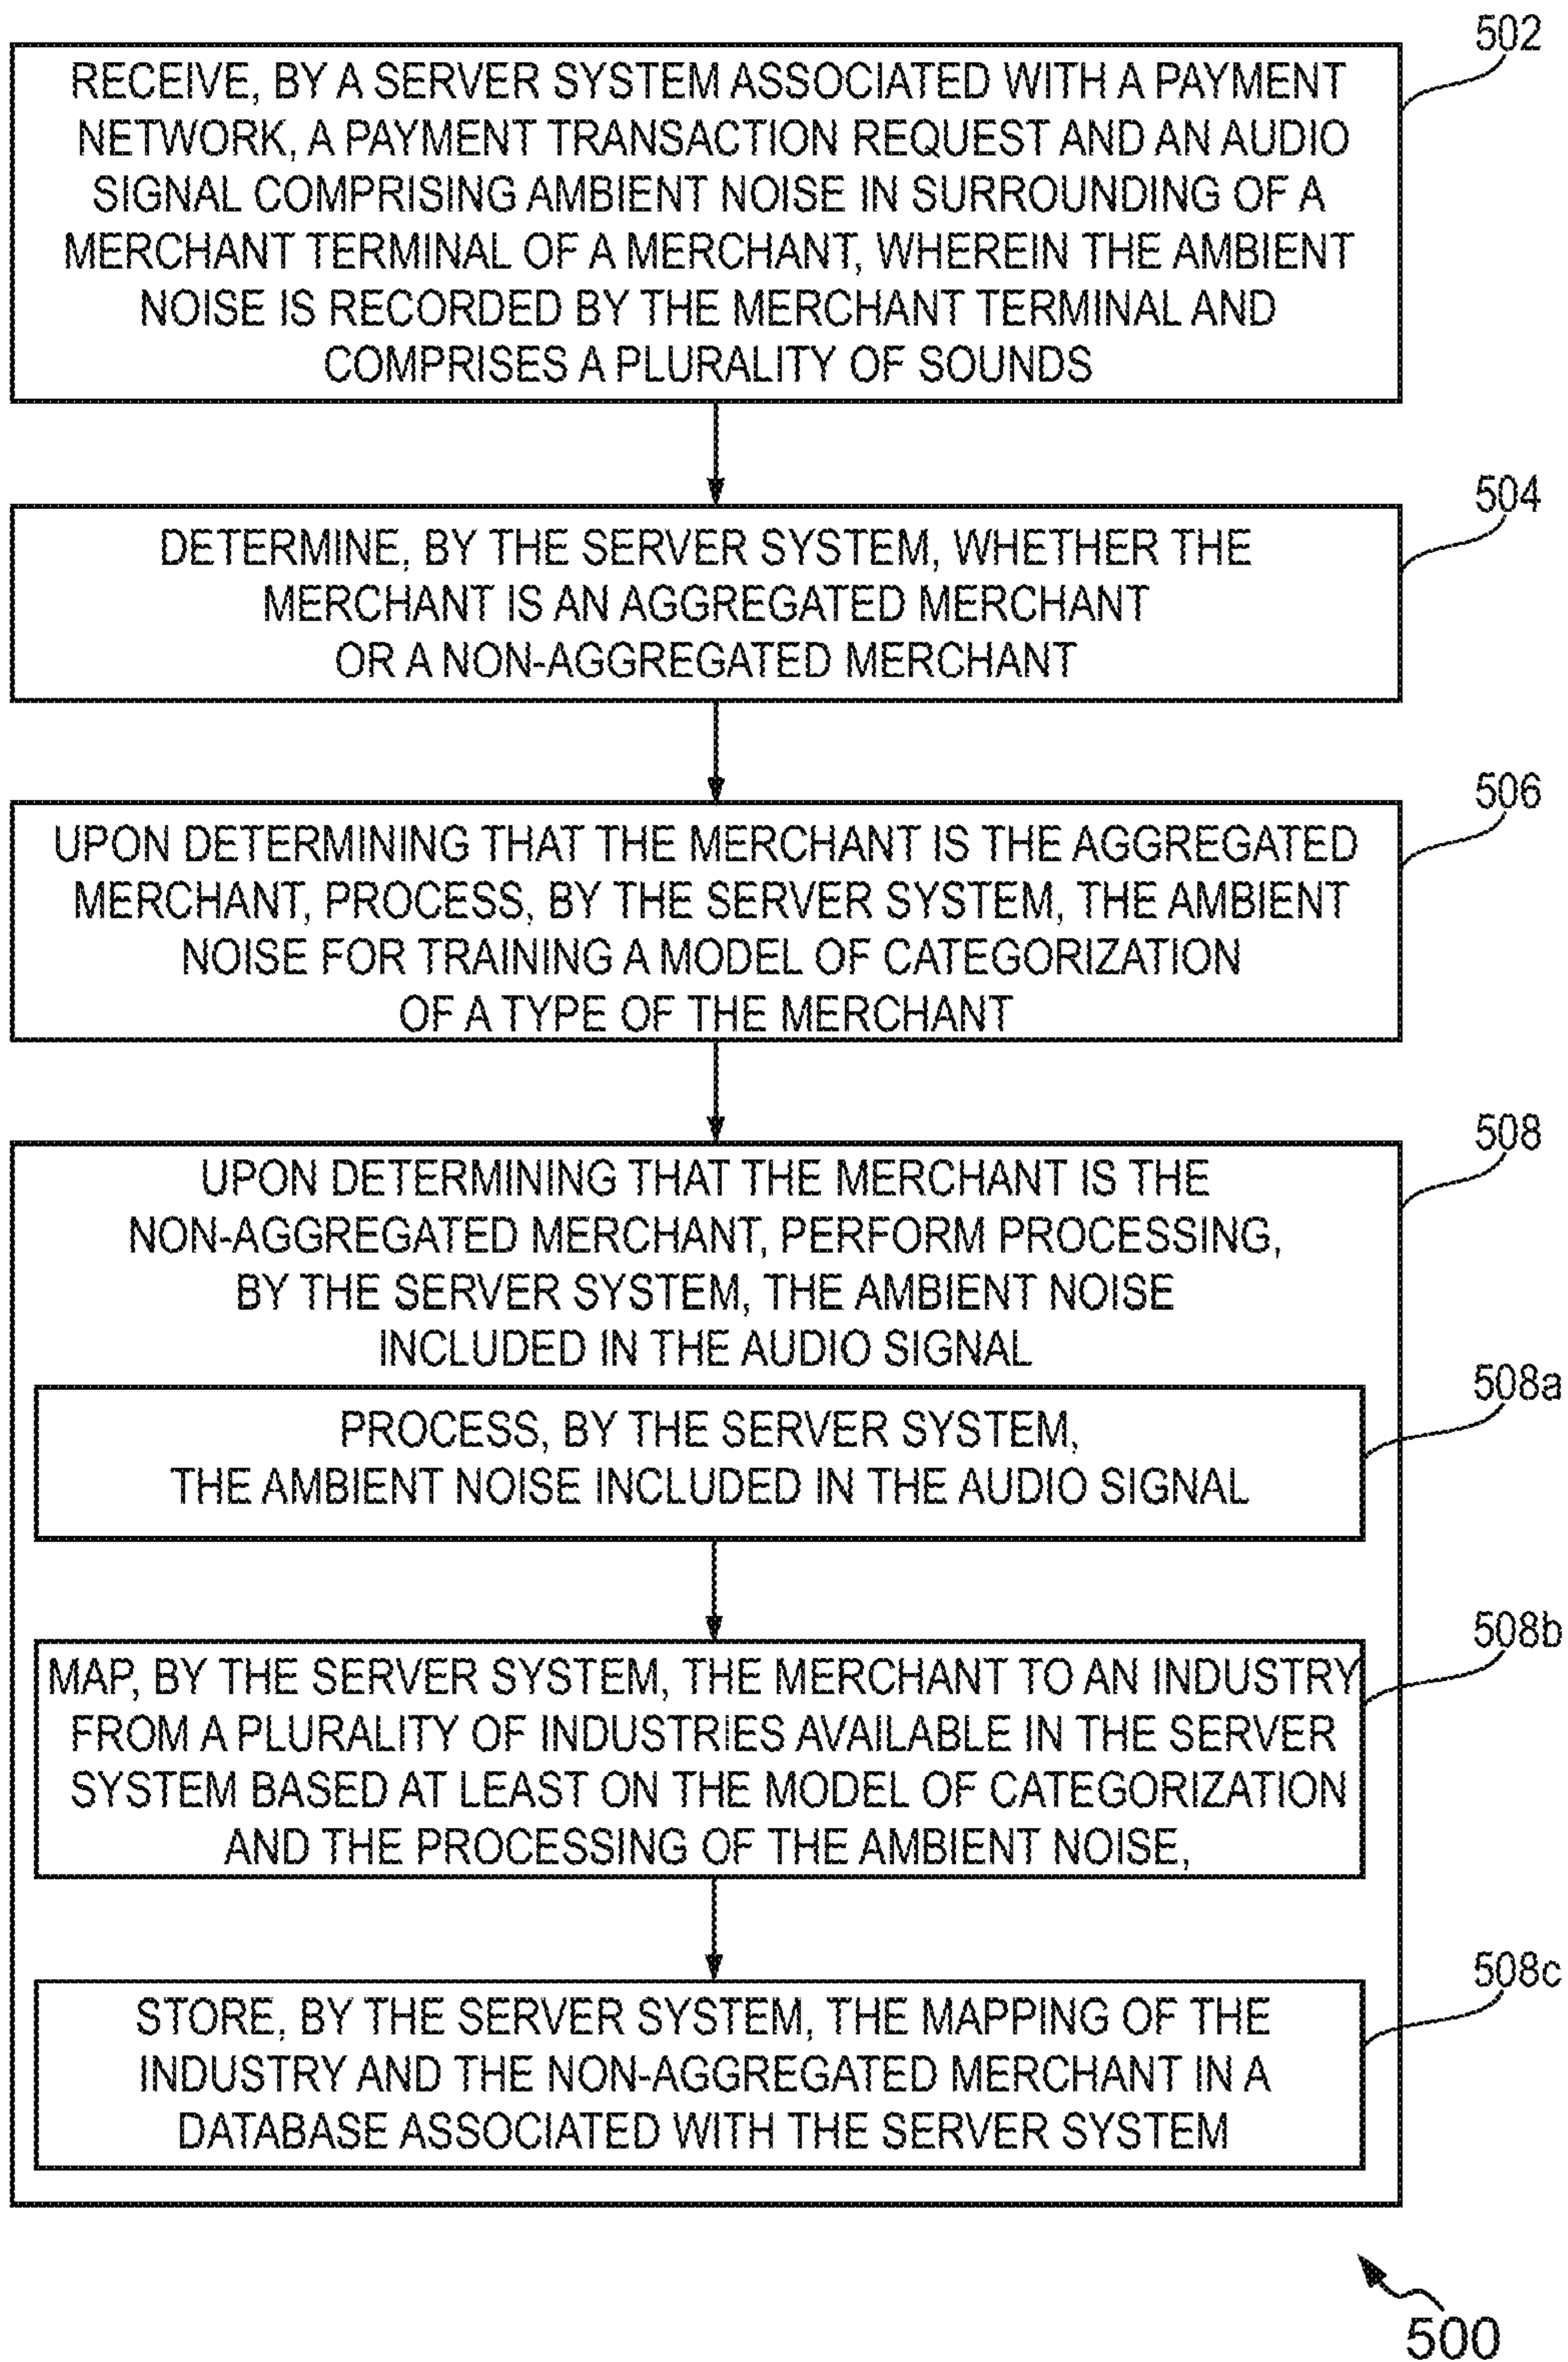 502
RECEIVE, BY A SERVER SYSTEM ASSOCIATED WITH A PAYMENT
NETWORK, A PAYMENT TRANSACTION REQUEST AND AN AUDIO
SIGNAL COMPRISING AMBIENT NOISE IN SURROUNDING OF A
MERCHANT TERMINAL OF A MERCHANT, WHEREIN THE AMBIENT
NOISE IS RECORDED BY THE MERCHANT TERMINAL AND
COMPRISES A PLURALITY OF SOUNDS
504
DETERMINE, BY THE SERVER SYSTEM, WHETHER THE
MERCHANT IS AN AGGREGATED MERCHANT
OR A NON-AGGREGATED MERCHANT
506
UPON DETERMINING THAT THE MERCHANT IS THE AGGREGATED
MERCHANT, PROCESS, BY THE SERVER SYSTEM, THE AMBIENT
NOISE FOR TRAINING A MODEL OF CATEGORIZATION
OF A TYPE OF THE MERCHANT
508
UPON DETERMINING THAT THE MERCHANT IS THE
NON-AGGREGATED MERCHANT, PERFORM PROCESSING,
BY THE SERVER SYSTEM, THE AMBIENT NOISE
INCLUDED IN THE AUDIO SIGNAL
508a
PROCESS, BY THE SERVER SYSTEM,
THE AMBIENT NOISE INCLUDED IN THE AUDIO SIGNAL
508b
MAP, BY THE SERVER SYSTEM, THE MERCHANT TO AN INDUSTRY
FROM A PLURALITY OF INDUSTRIES AVAILABLE IN THE SERVER
SYSTEM BASED AT LEAST ON THE MODEL OF CATEGORIZATION
AND THE PROCESSING OF THE AMBIENT NOISE,
508c
STORE, BY THE SERVER SYSTEM, THE MAPPING OF THE
INDUSTRY AND THE NON-AGGREGATED MERCHANT IN A
DATABASE ASSOCIATED WITH THE SERVER SYSTEM
500